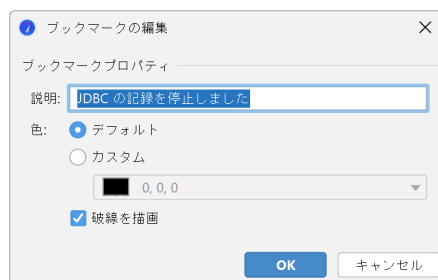 ブックマークの編集
ブックマークプロパティ
説明: JDBC の記録を停止しました
色: デフォルト
カスタム
0, 0, 0
破線を描画
OK キャンセル